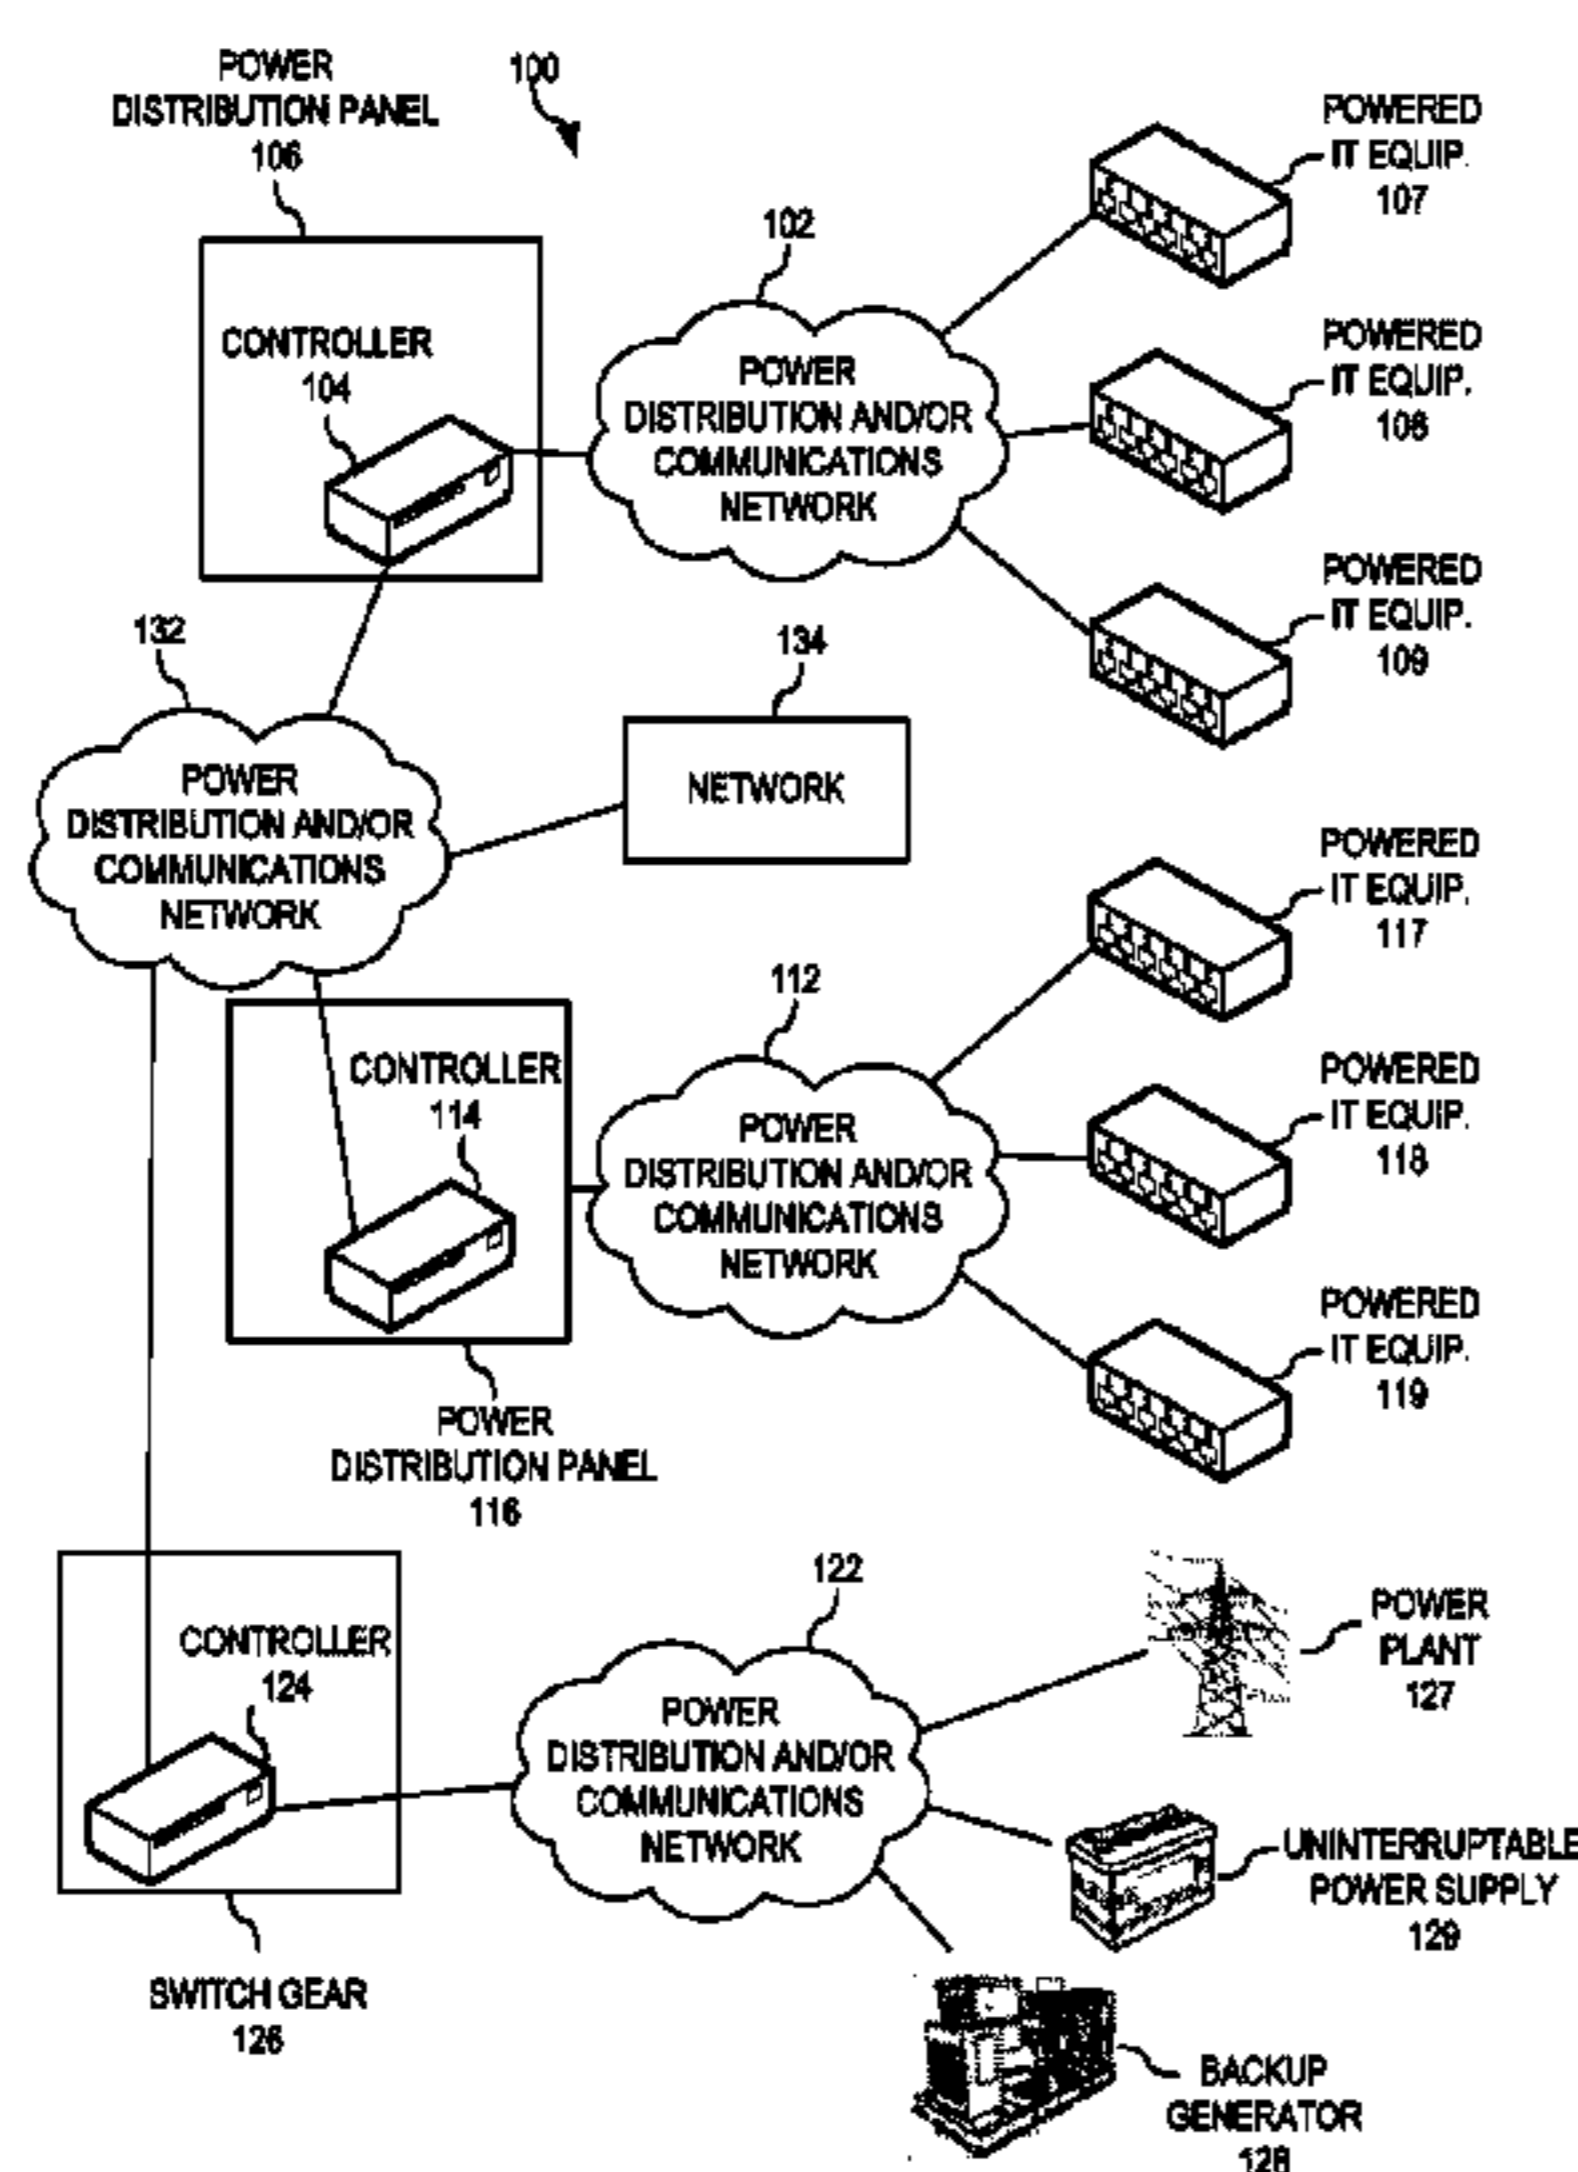 POWER
DISTRIBUTION PANEL
106
100
POWERED
IT EQUIP.
107
102
CONTROLLER
104
POWER
DISTRIBUTION AND/OR
COMMUNICATIONS
NETWORK
POWERED
IT EQUIP.
108
POWERED
IT EQUIP.
109
132
134
POWER
DISTRIBUTION AND/OR
COMMUNICATIONS
NETWORK
NETWORK
POWERED
IT EQUIP.
117
112
CONTROLLER
114
POWER
DISTRIBUTION AND/OR
COMMUNICATIONS
NETWORK
POWERED
IT EQUIP.
118
POWERED
IT EQUIP.
119
POWER
DISTRIBUTION PANEL
116
122
CONTROLLER
124
POWER
DISTRIBUTION AND/OR
COMMUNICATIONS
NETWORK
POWER
PLANT
127
UNINTERRUPTABLE
POWER SUPPLY
129
SWITCH GEAR
126
BACKUP
GENERATOR
128